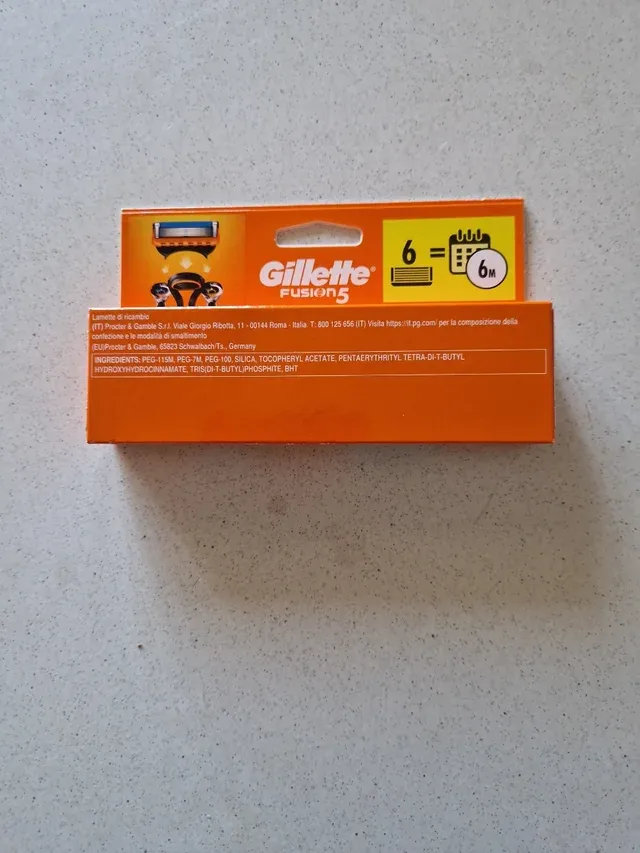 6 = 6M
Gillette®
FUSION5
Lamette di ricambio
(IT) Procter & Gamble S.r.l. Viale Giorgio Ribotta, 11 - 00144 Roma - Italia T: 800 125 656 (IT) Visita https://it.pg.com/ per la composizione della
confezione e le modalità di smaltimento
(EU)Procter & Gamble, 65823 Schwalbach/Ts., Germany
INGREDIENTS: PEG-115M, PEG-7M, PEG-100, SILICA, TOCOPHERYL ACETATE, PENTAERYTHRITYL TETRA-DI-T-BUTYL
HYDROXYHYDROCINNAMATE, TRIS(DI-T-BUTYL)PHOSPHITE, BHT